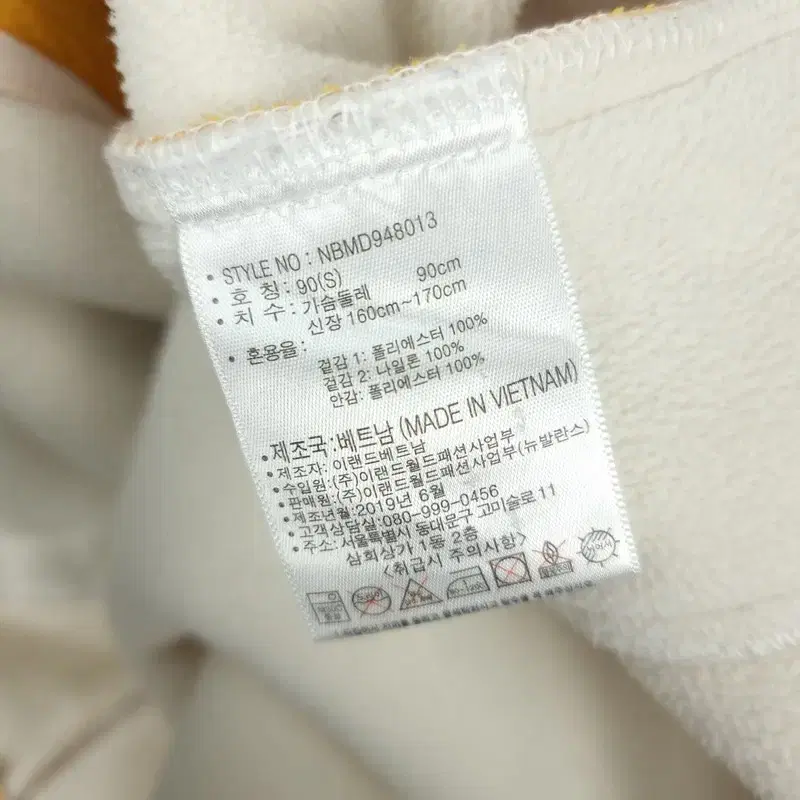 • STYLE NO : NBMD948013
• 호 칭 : 90(S)
• 치 수 : 가슴둘레 90cm
신장 160cm~170cm
• 혼용율 :
겉감 1: 폴리에스터 100%
겉감 2: 나일론 100%
안감: 폴리에스터 100%
• 제조국:베트남 (MADE IN VIETNAM)
• 제조자: 이랜드베트남
• 수입원: (주)이랜드월드패션사업부
• 판매원: (주)이랜드월드패션사업부(뉴발란스)
• 제조년월: 2019년 6월
• 고객상담실: 080-999-0456
• 주소: 서울특별시 동대문구 고미술로 11
삼희상가 1동 2층
<취급시 주의사항>